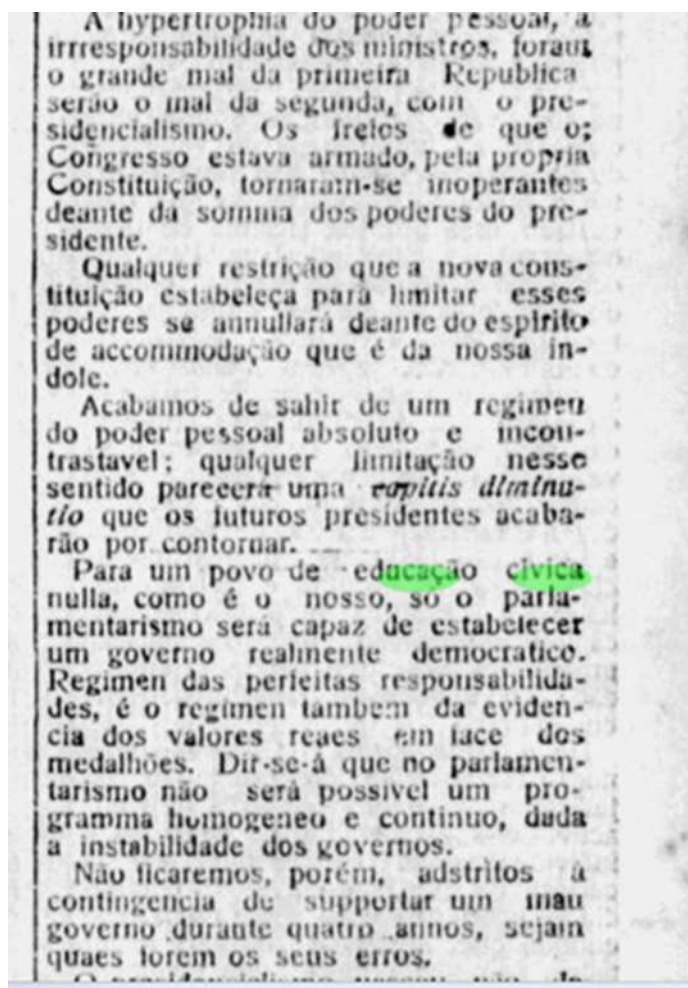 A hypertrophia do poder pessoal, a
irrresponsabilidade dos ministros, foram
o grande mal da primeira Republica
serão o mal da segunda, com o pre-
sidencialismo. Os freios de que o
Congresso estava armado, pela propria
Constituição, tornaram-se inoperantes
deante da somma dos poderes do pre-
sidente.
Qualquer restrição que a nova cons-
tituição estabeleça para limitar esses
poderes se annullará deante do espirito
de accommodação que é da nossa in-
dole.
Acabamos de sahir de um regimen
do poder pessoal absoluto e incon-
trastavel; qualquer limitação nesse
sentido parecerá uma capitis diminu-
tio que os futuros presidentes acaba-
rão por contornar.
Para um povo de educação civica
nulla, como é o nosso, só o parla-
mentarismo será capaz de estabelecer
um governo realmente democratico.
Regimen das perfeitas responsabilida-
des, é o regimen tambem da eviden-
cia dos valores reaes em face dos
medalhões. Dir-se-á que no parlamen-
tarismo não será possivel um pro-
gramma homogeneo e continuo, dada
a instabilidade dos governos.
Não ficaremos, porém, adstritos a
contingencia de supportar um mau
governo durante quatro annos, sejam
quaes forem os seus erros.
O presidencialismo